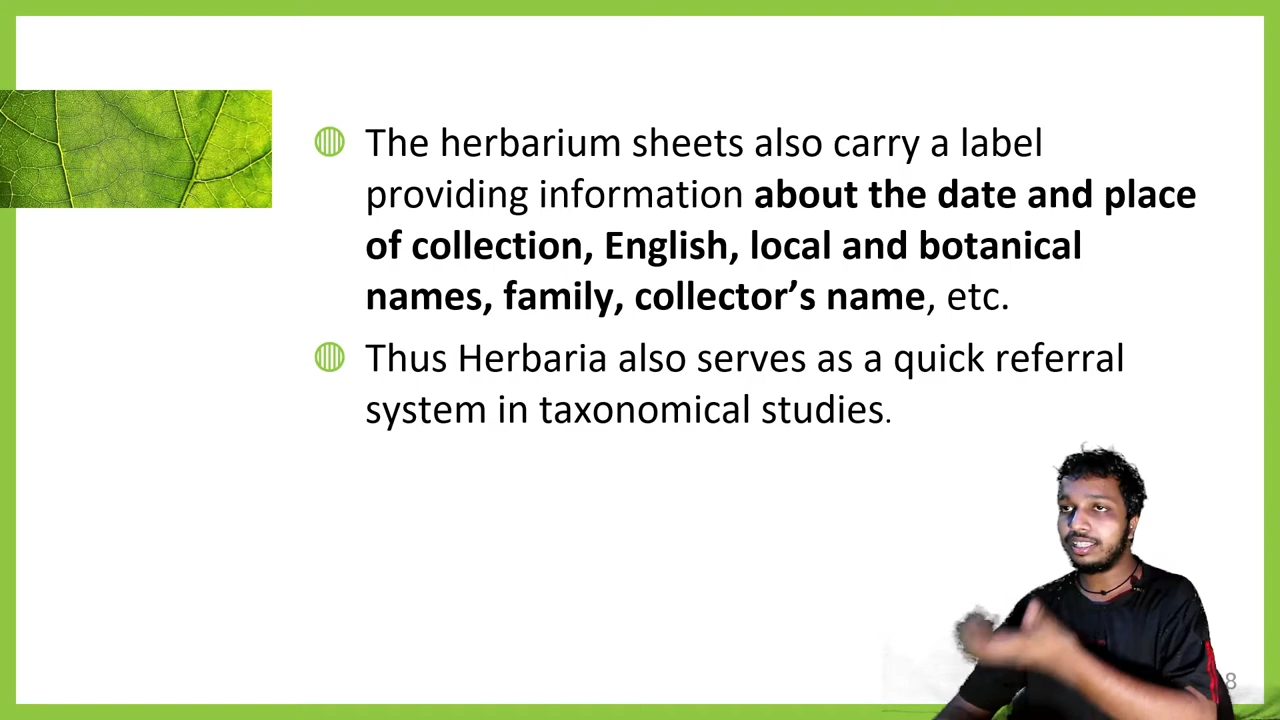 The herbarium sheets also carry a label
providing information about the date and place
of collection, English, local and botanical
names, family, collector’s name, etc.
Thus Herbaria also serves as a quick referral
system in taxonomical studies.
8